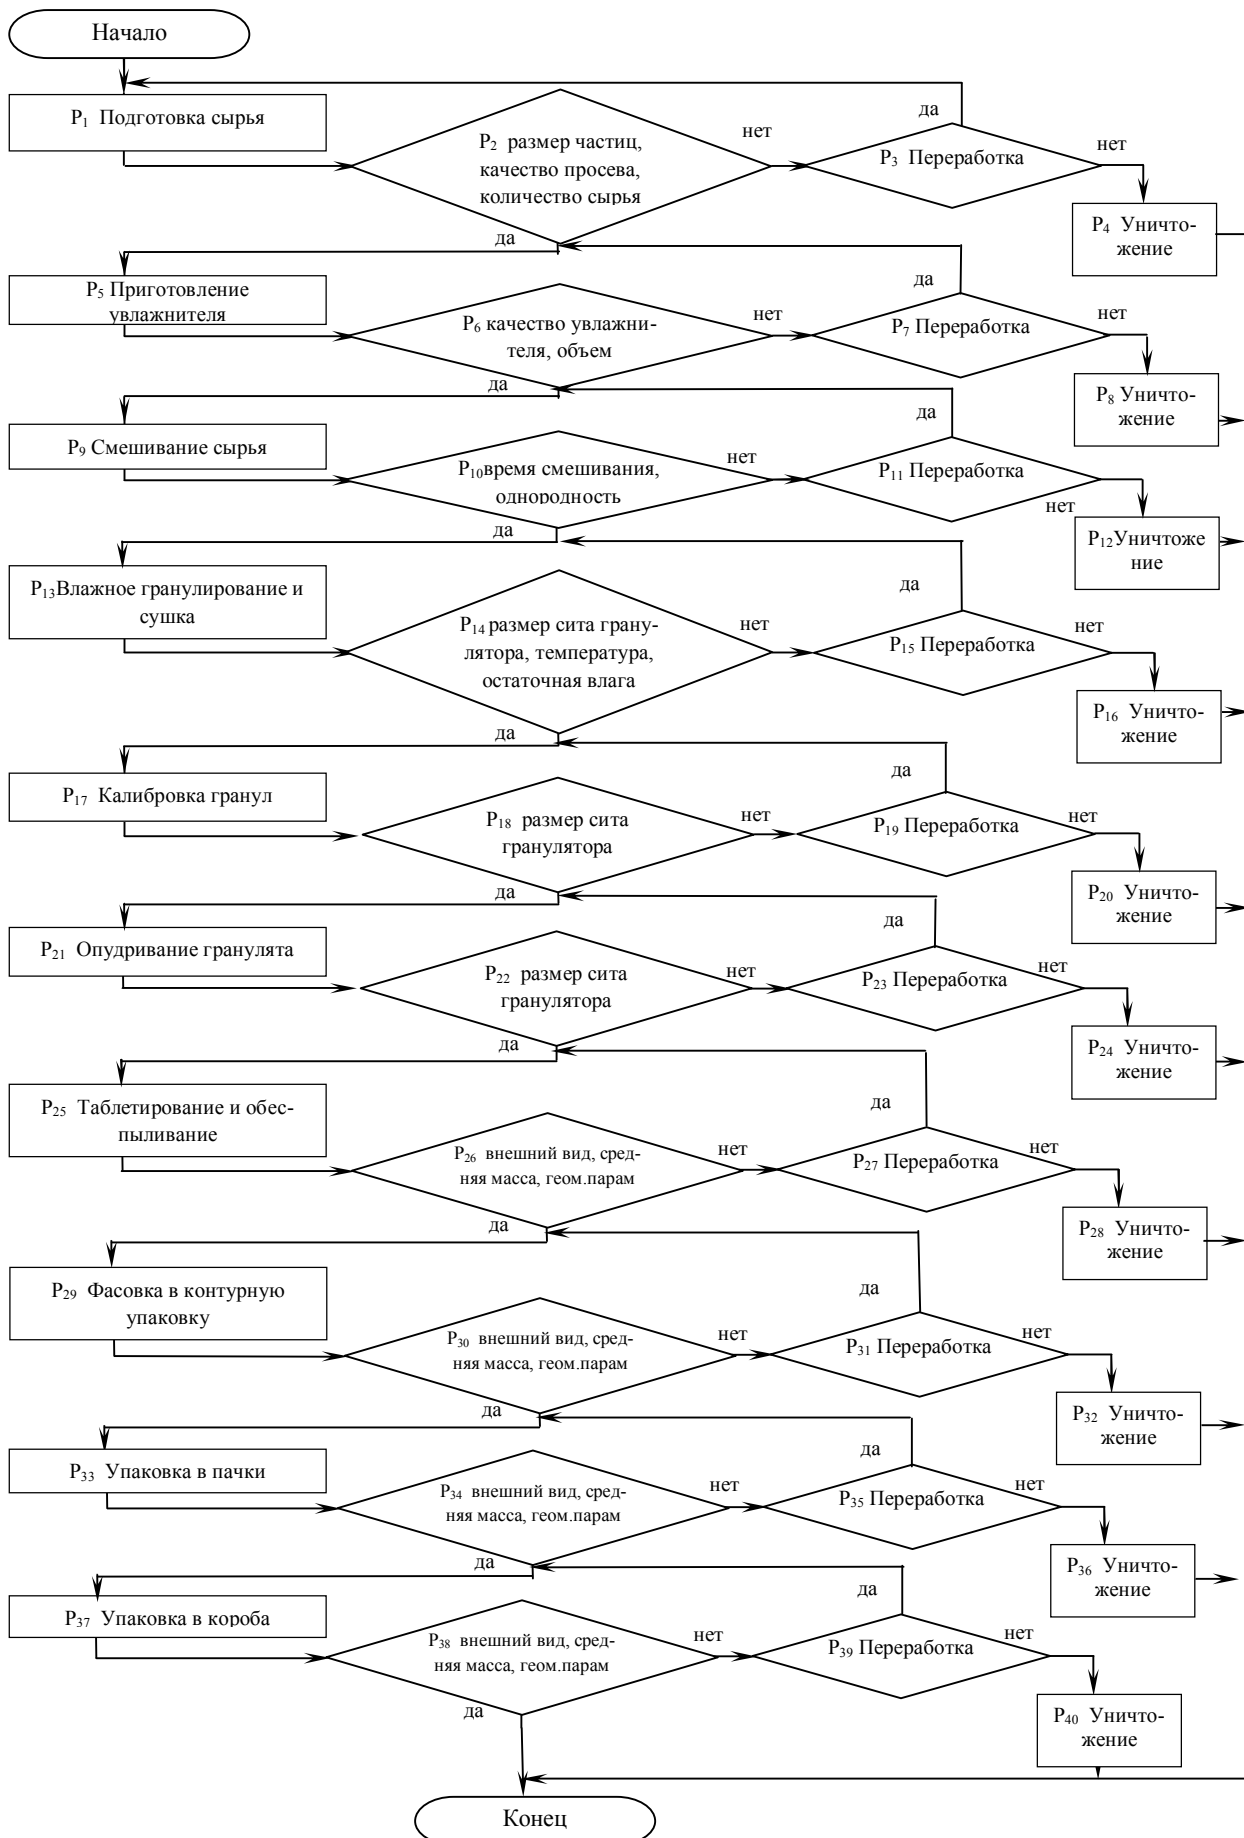 Начало
P1 Подготовка сырья
P2 размер частиц,
качество просева,
количество сырья
нет
да
P3 Переработка
нет
P4 Уничто-
жение
да
P5 Приготовление
увлажнителя
P6 качество увлажни-
теля, объем
нет
да
P7 Переработка
нет
P8 Уничто-
жение
да
P9 Смешивание сырья
P10время смешивания,
однородность
нет
да
P11 Переработка
нет
P12Уничтоже
ние
да
P13Влажное гранулирование и
сушка
P14 размер сита грану-
лятора, температура,
остаточная влага
нет
да
P15 Переработка
нет
P16 Уничто-
жение
да
P17 Калибровка гранул
P18 размер сита
гранулятора
нет
да
P19 Переработка
нет
P20 Уничто-
жение
да
P21 Опудривание гранулята
P22 размер сита
гранулятора
нет
да
P23 Переработка
нет
P24 Уничто-
жение
да
P25 Таблетирование и обес-
пыливание
P26 внешний вид, сред-
няя масса, геом.парам
нет
да
P27 Переработка
нет
P28 Уничто-
жение
да
P29 Фасовка в контурную
упаковку
P30 внешний вид, сред-
няя масса, геом.парам
нет
да
P31 Переработка
нет
P32 Уничто-
жение
да
P33 Упаковка в пачки
P34 внешний вид, сред-
няя масса, геом.парам
нет
да
P35 Переработка
нет
P36 Уничто-
жение
да
P37 Упаковка в короба
P38 внешний вид, сред-
няя масса, геом.парам
нет
да
P39 Переработка
нет
P40 Уничто-
жение
да
Конец